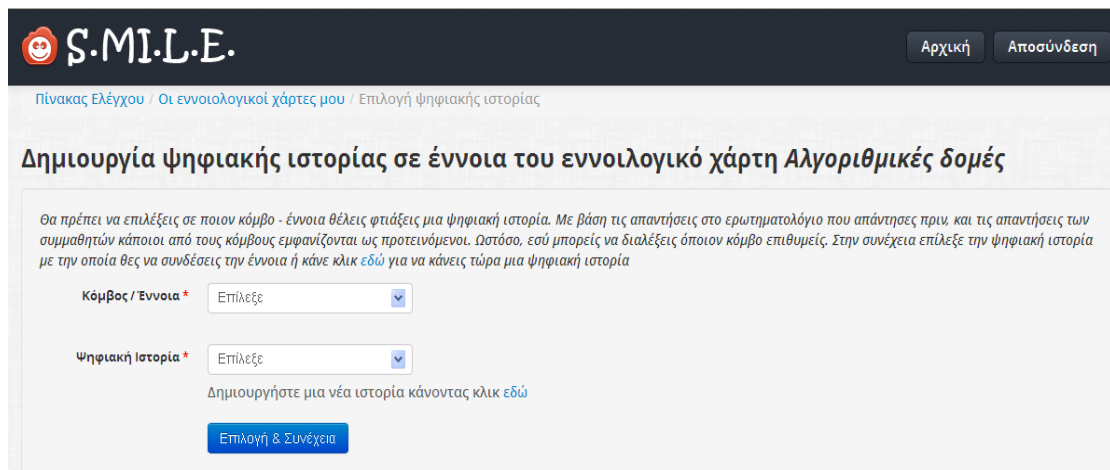 S.MI.L.E.
Αρχική Αποσύνδεση
Πίνακας Ελέγχου / Οι εννοιολογικοί χάρτες μου / Επιλογή ψηφιακής ιστορίας
Δημιουργία ψηφιακής ιστορίας σε έννοια του εννοιλογικό χάρτη Αλγοριθμικές δομές
Θα πρέπει να επιλέξεις σε ποιον κόμβο - έννοια θέλεις φτιάξεις μια ψηφιακή ιστορία. Με βάση τις απαντήσεις στο ερωτηματολόγιο που απάντησες πριν, και τις απαντήσεις των
συμμαθητών κάποιοι από τους κόμβους εμφανίζονται ως προτεινόμενοι. Ωστόσο, εσύ μπορείς να διαλέξεις όποιον κόμβο επιθυμείς. Στην συνέχεια επίλεξε την ψηφιακή ιστορία
με την οποία θες να συνδέσεις την έννοια ή κάνε κλικ εδώ για να κάνεις τώρα μια ψηφιακή ιστορία
Κόμβος / Έννοια * Επίλεξε
Ψηφιακή Ιστορία * Επίλεξε
Δημιουργήστε μια νέα ιστορία κάνοντας κλικ εδώ
Επιλογή & Συνέχεια